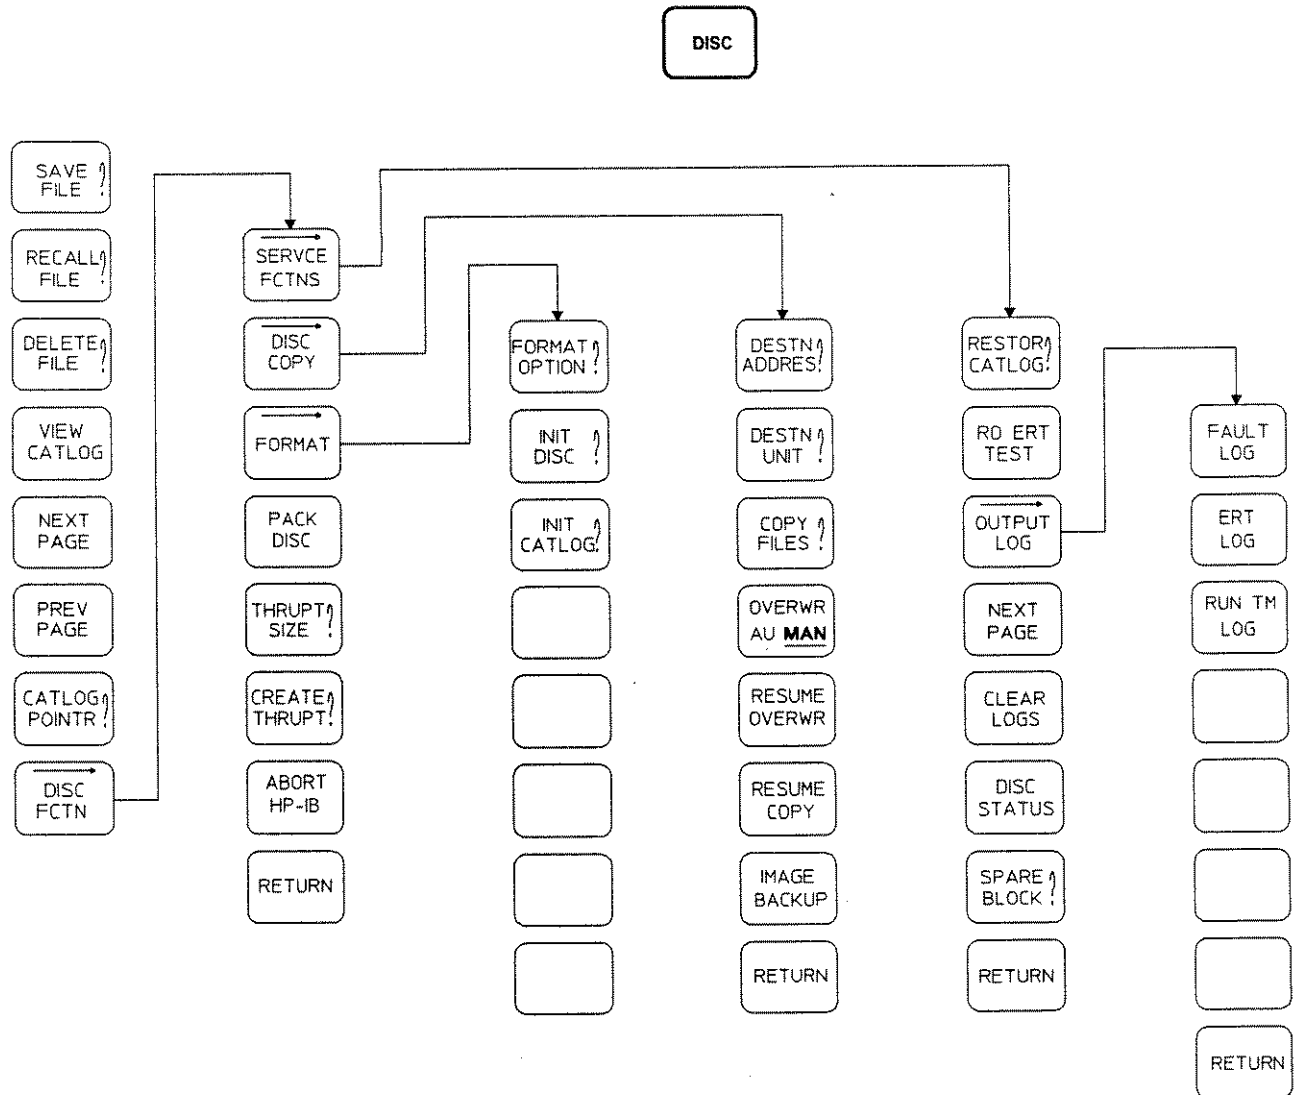 DISC
SAVE ?
FILE
RECALL ?
FILE
DELETE ?
FILE
VIEW
CATLOG
NEXT
PAGE
PREV
PAGE
CATLOG ?
POINTR
DISC
FCTN
SERVCE
FCTNS
DISC
COPY
FORMAT
PACK
DISC
THRUPT ?
SIZE
CREATE ?
THRUPT
ABORT
HP-IB
RETURN
FORMAT ?
OPTION
INIT ?
DISC
INIT ?
CATLOG
DESTN ?
ADDRES
DESTN ?
UNIT
COPY ?
FILES
OVERWR
AU MAN
RESUME
OVERWR
RESUME
COPY
IMAGE
BACKUP
RETURN
RESTOR ?
CATLOG
RO ERT
TEST
OUTPUT
LOG
NEXT
PAGE
CLEAR
LOGS
DISC
STATUS
SPARE ?
BLOCK
RETURN
FAULT
LOG
ERT
LOG
RUN TM
LOG
RETURN